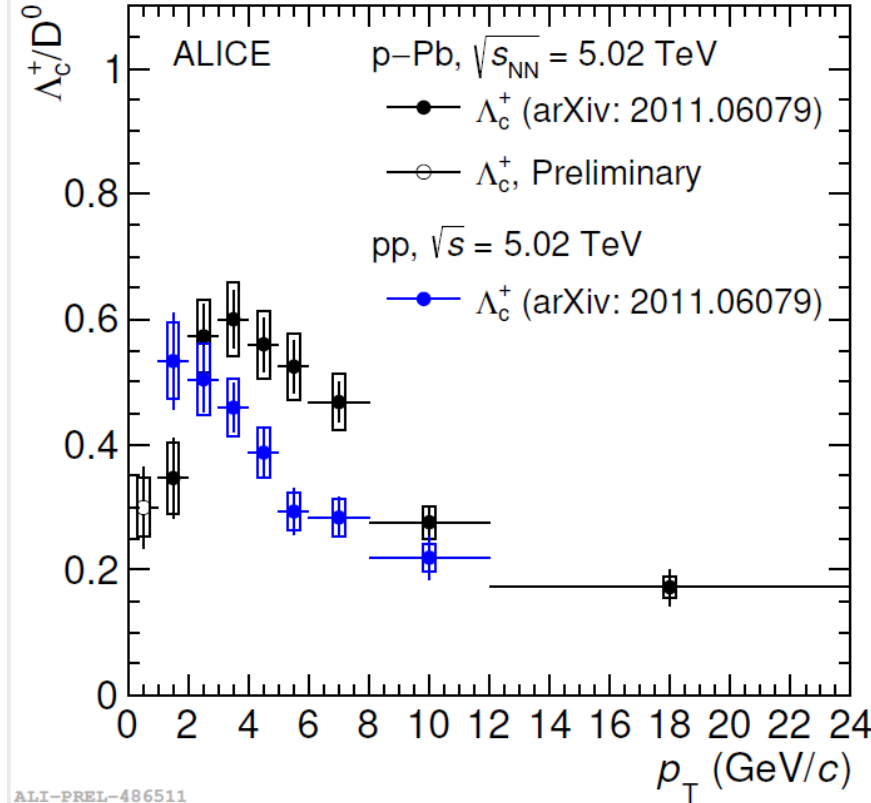 Λc+/D0
ALICE
p–Pb, √sNN = 5.02 TeV
Λc+ (arXiv: 2011.06079)
Λc+, Preliminary
pp, √s = 5.02 TeV
Λc+ (arXiv: 2011.06079)
1
0.8
0.6
0.4
0.2
0
0 2 4 6 8 10 12 14 16 18 20 22 24
pT (GeV/c)
ALI-PREL-486511